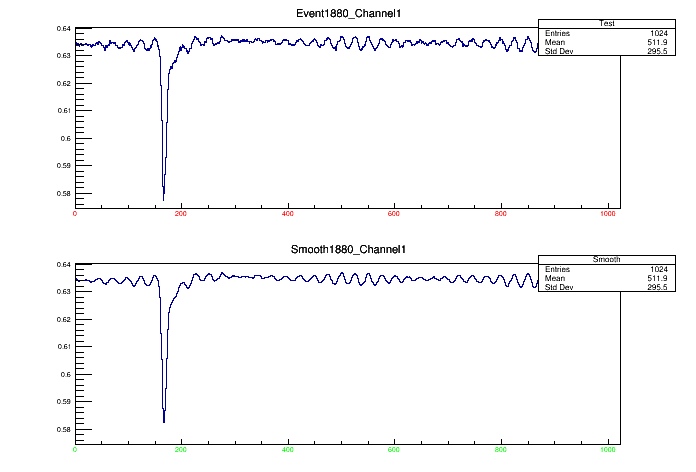 Event1880_Channel1
Test
Entries 1024
Mean 511.9
Std Dev 295.5
0.64
0.63
0.62
0.61
0.6
0.59
0.58
0 200 400 600 800 1000
Smooth1880_Channel1
Smooth
Entries 1024
Mean 511.9
Std Dev 295.5
0.64
0.63
0.62
0.61
0.6
0.59
0.58
0 200 400 600 800 1000